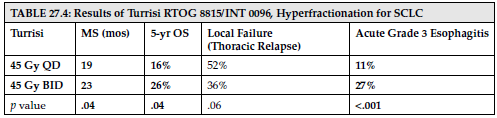 TABLE 27.4: Results of Turrisi RTOG 8815/INT 0096, Hyperfractionation for SCLC
Turrisi MS (mos) 5-yr OS Local Failure (Thoracic Relapse) Acute Grade 3 Esophagitis
45 Gy QD 19 16% 52% 11%
45 Gy BID 23 26% 36% 27%
p value .04 .04 .06 <.001